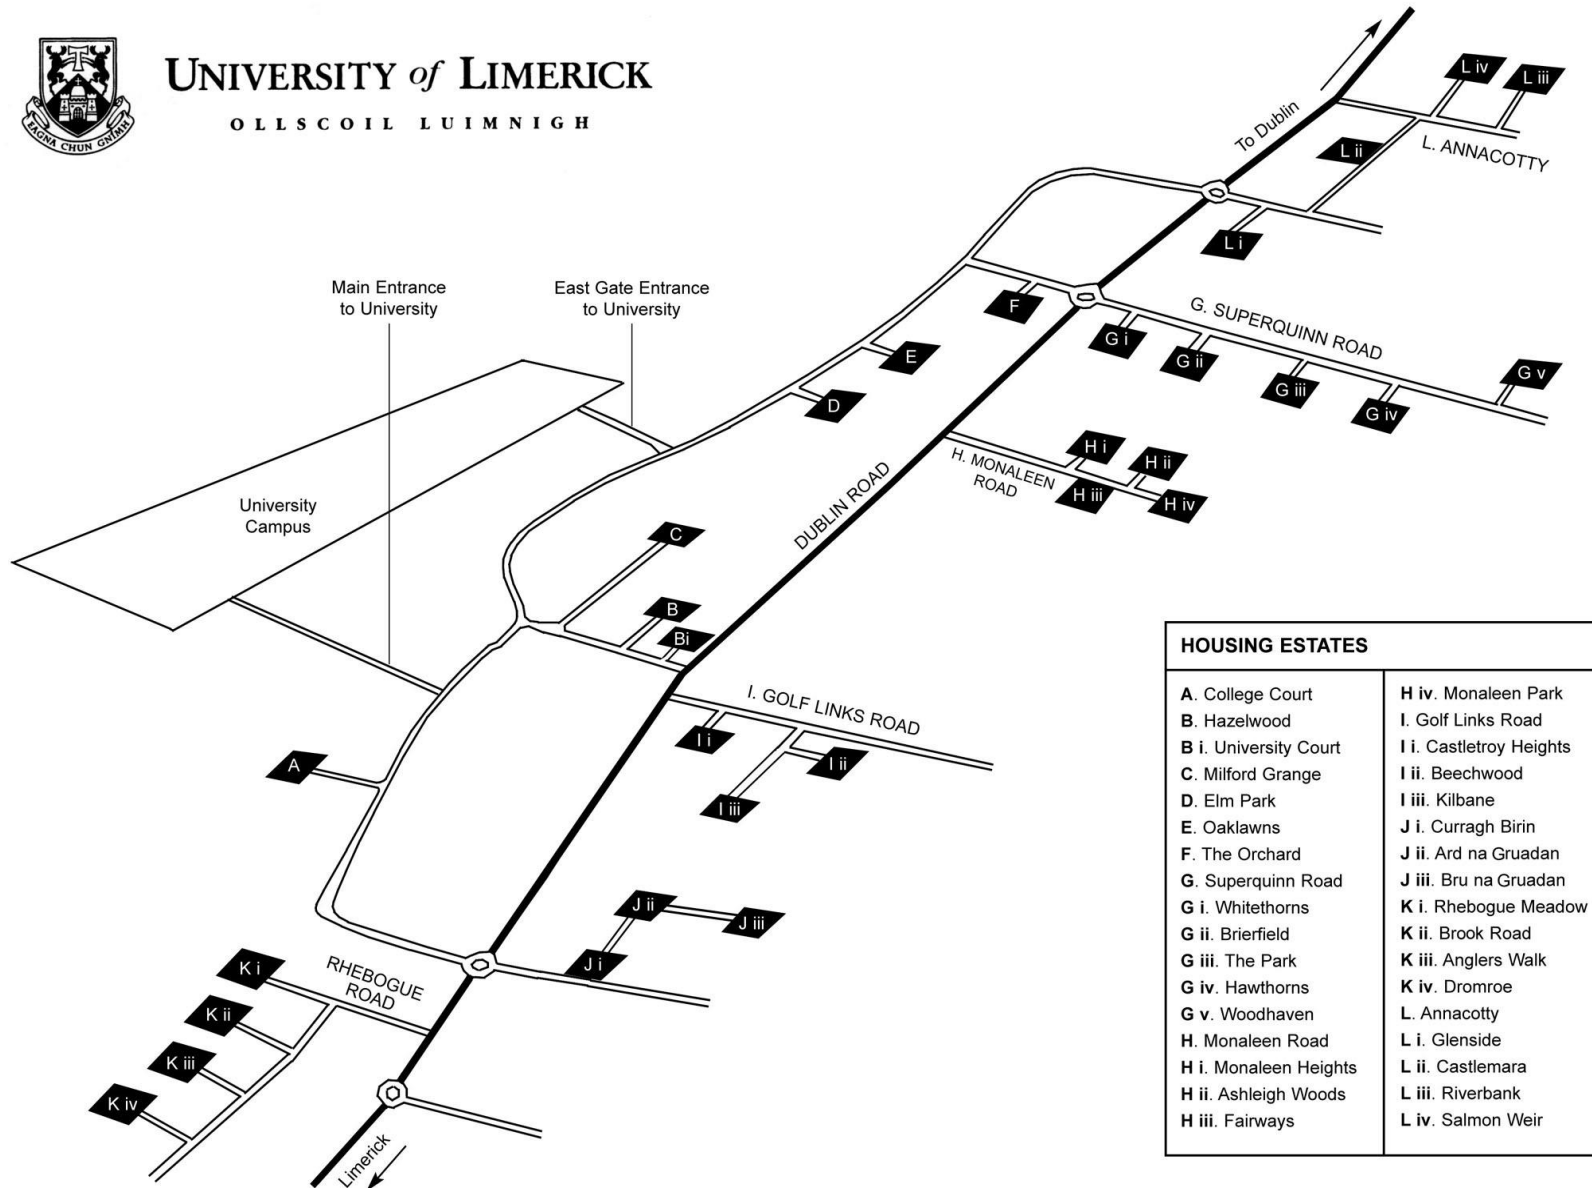 UNIVERSITY of LIMERICK
OLLSCOIL LUIMNIGH
EAGNA CHUN GNÍMH
To Dublin
L iv
L iii
L ii
L. ANNACOTTY
L i
Main Entrance
to University
East Gate Entrance
to University
F
G. SUPERQUINN ROAD
G i
G ii
G iii
G iv
G v
E
D
H. MONALEEN
ROAD
H i
H ii
H iii
H iv
DUBLIN ROAD
University
Campus
C
B
Bi
I. GOLF LINKS ROAD
I i
I ii
I iii
A
J ii
J iii
J i
RHEBOGUE
ROAD
K i
K ii
K iii
K iv
Limerick
HOUSING ESTATES
A. College Court
B. Hazelwood
B i. University Court
C. Milford Grange
D. Elm Park
E. Oaklawns
F. The Orchard
G. Superquinn Road
G i. Whitethorns
G ii. Brierfield
G iii. The Park
G iv. Hawthorns
G v. Woodhaven
H. Monaleen Road
H i. Monaleen Heights
H ii. Ashleigh Woods
H iii. Fairways
H iv. Monaleen Park
I. Golf Links Road
I i. Castletroy Heights
I ii. Beechwood
I iii. Kilbane
J i. Curragh Birin
J ii. Ard na Gruadan
J iii. Bru na Gruadan
K i. Rhebogue Meadow
K ii. Brook Road
K iii. Anglers Walk
K iv. Dromroe
L. Annacotty
L i. Glenside
L ii. Castlemara
L iii. Riverbank
L iv. Salmon Weir